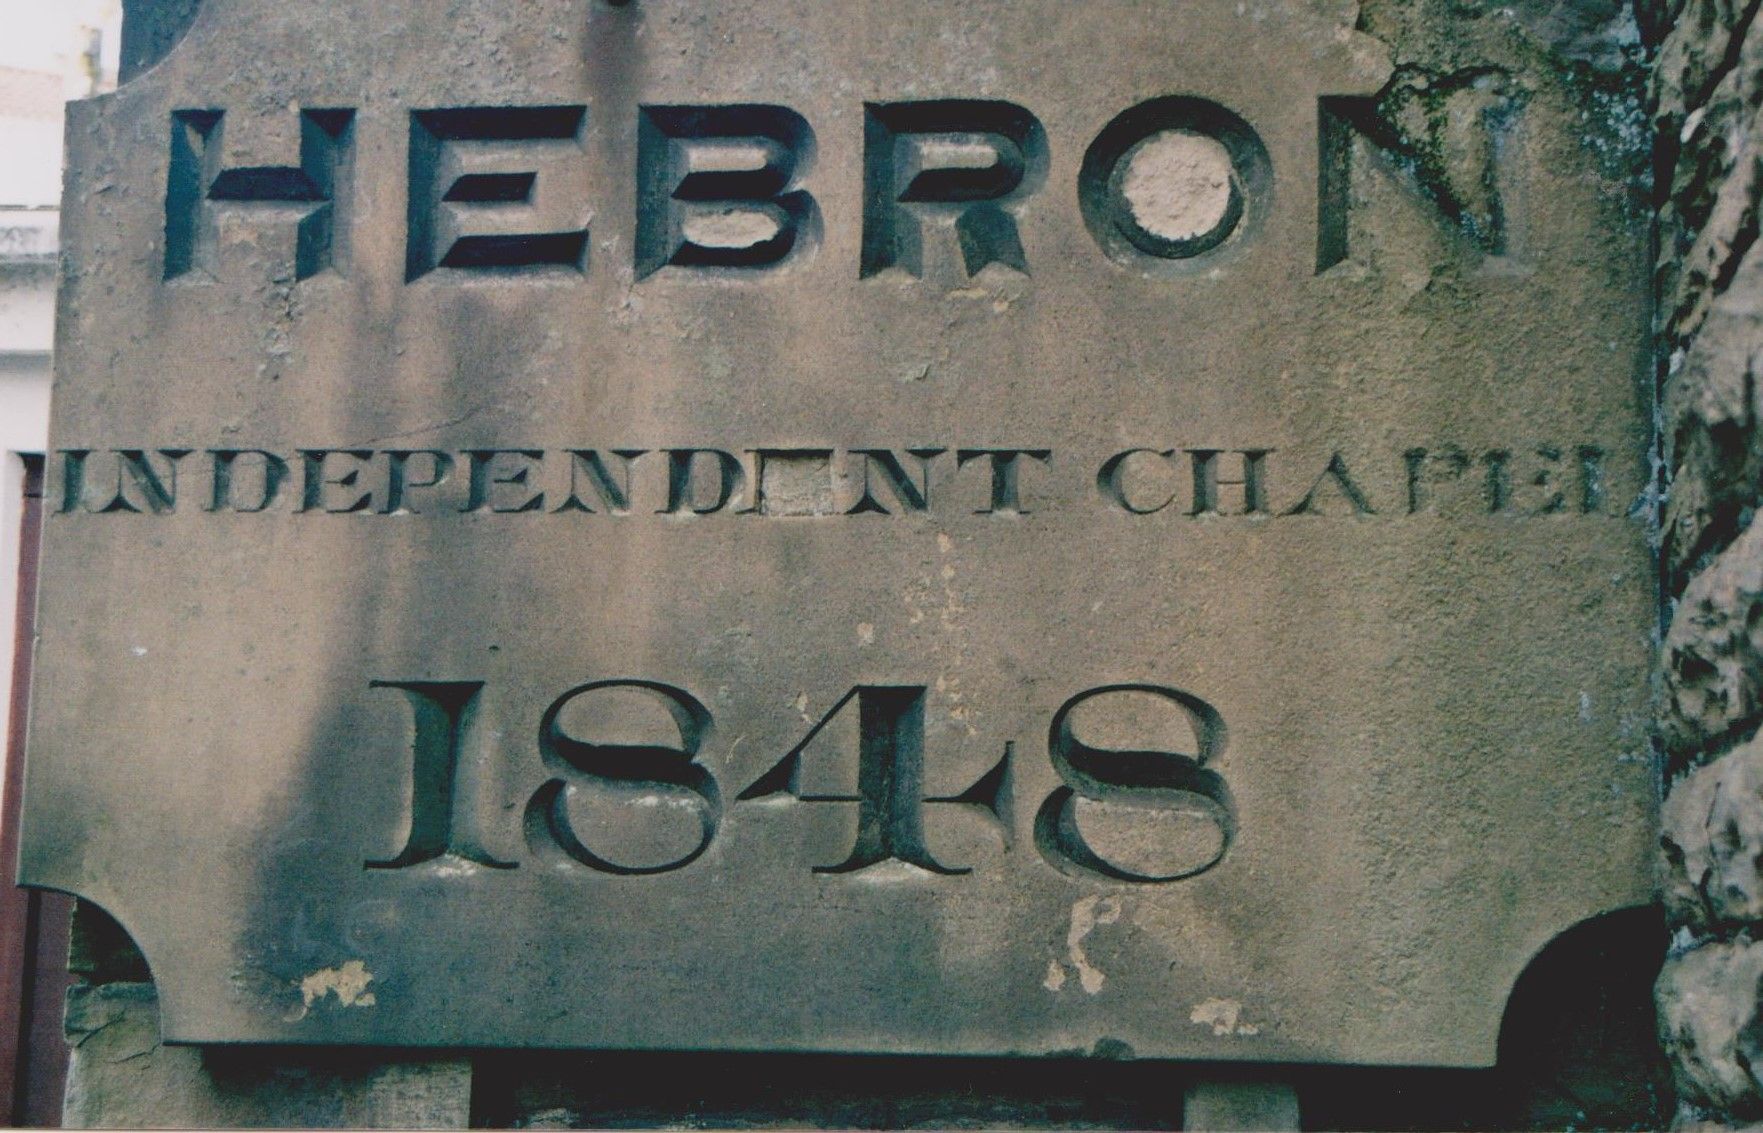 HEBRON
INDEPENDENT CHAPEL
1848